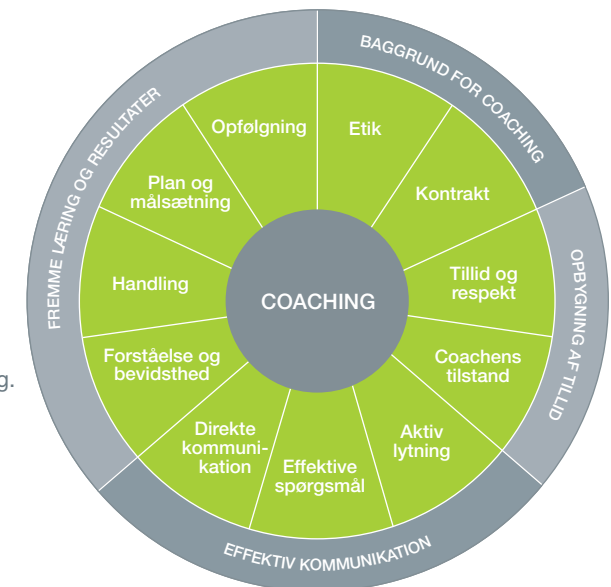 BAGGRUND FOR COACHING
Etik
Kontrakt
OPBYGNING AF TILLID
Tillid og
respekt
Coachens
tilstand
EFFEKTIV KOMMUNIKATION
Aktiv
lytning
Effektive
spørgsmål
Direkte
kommuni-
kation
FREMME LÆRING OG RESULTATER
Forståelse og
bevidsthed
Handling
Plan og
målsætning
Opfølgning
COACHING
g.